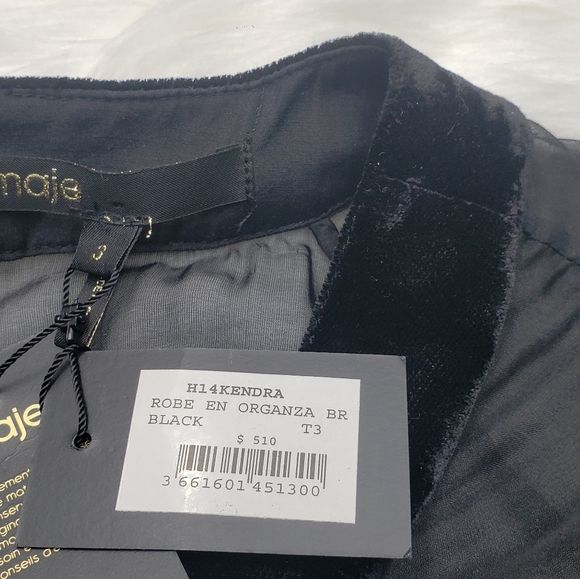 maje
3
H14KENDRA
ROBE EN ORGANZA BR
BLACK T3
$ 510
3 661601 451300
aje